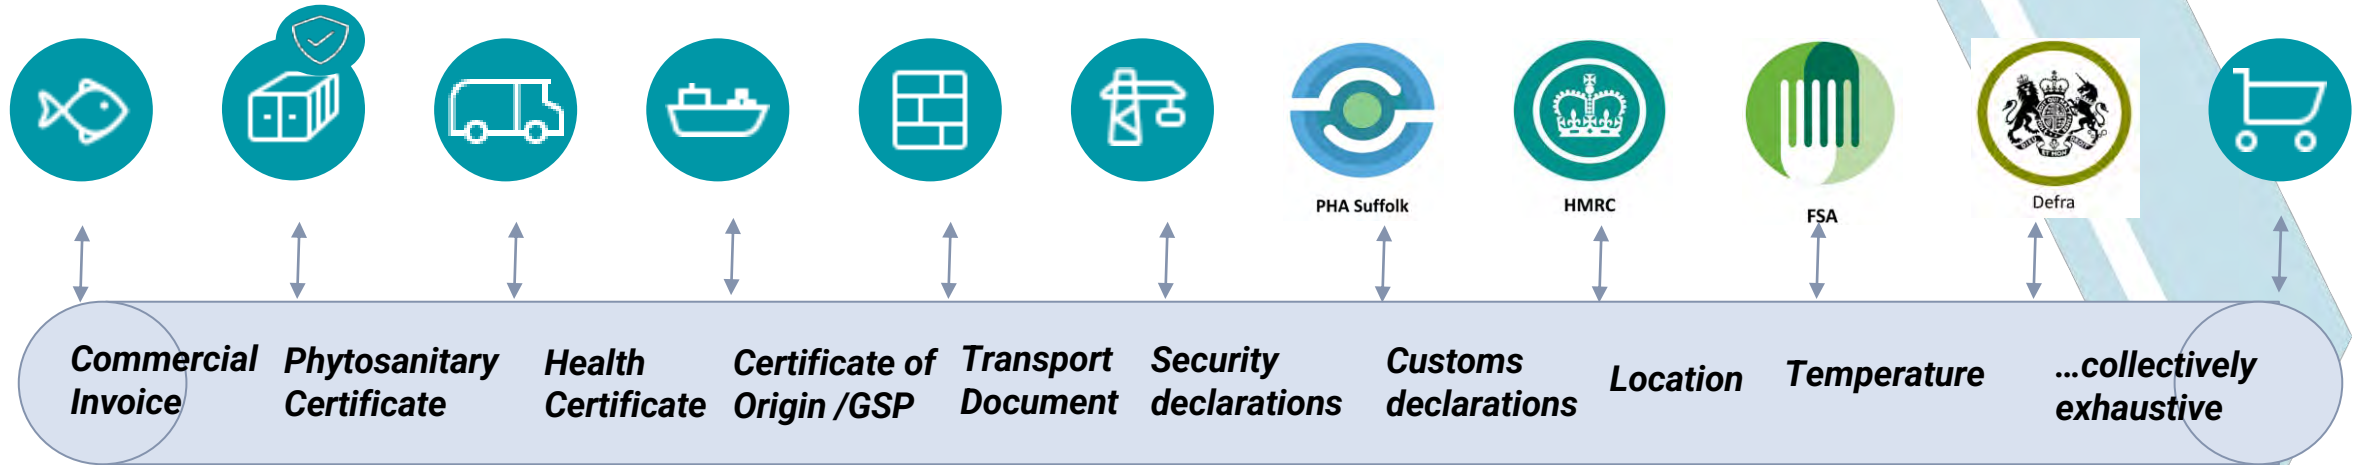 PHA Suffolk
HMRC
FSA
Defra
Commercial
Invoice
Phytosanitary
Certificate
Health
Certificate
Certificate of
Origin /GSP
Transport
Document
Security
declarations
Customs
declarations
Location
Temperature
...collectively
exhaustive